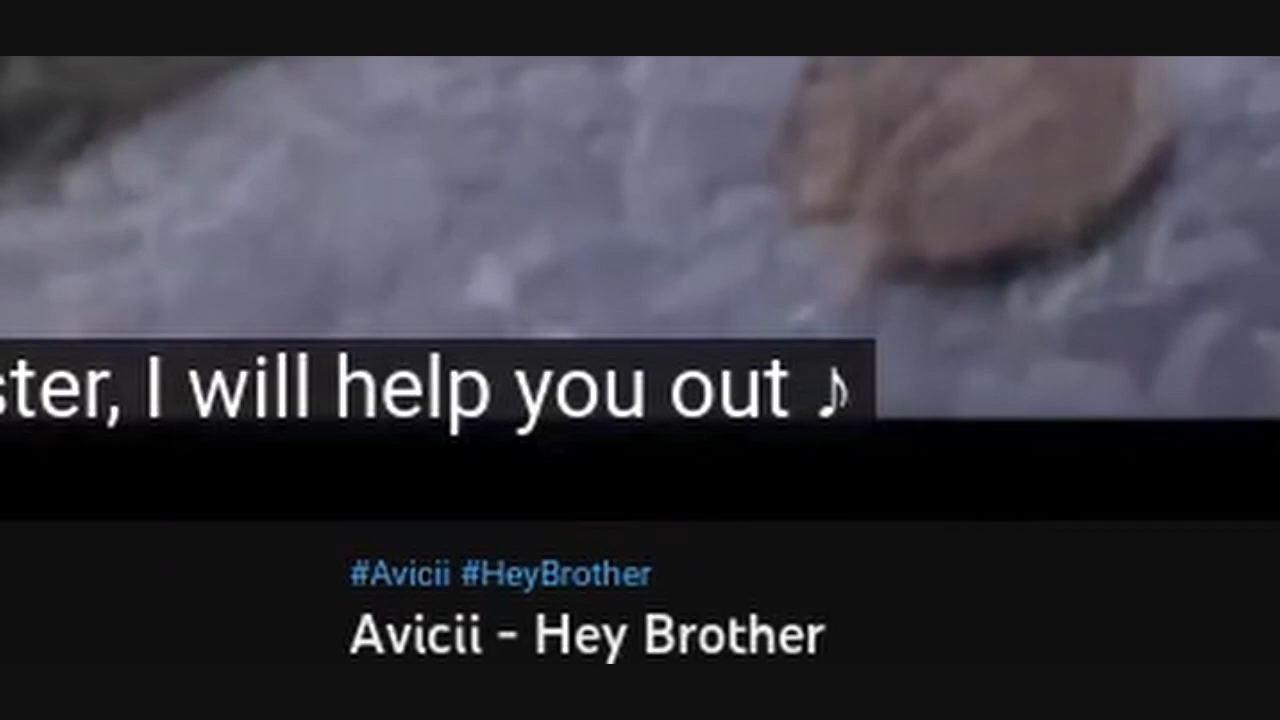 ster, I will help you out ♪
#Avicii #HeyBrother
Avicii - Hey Brother